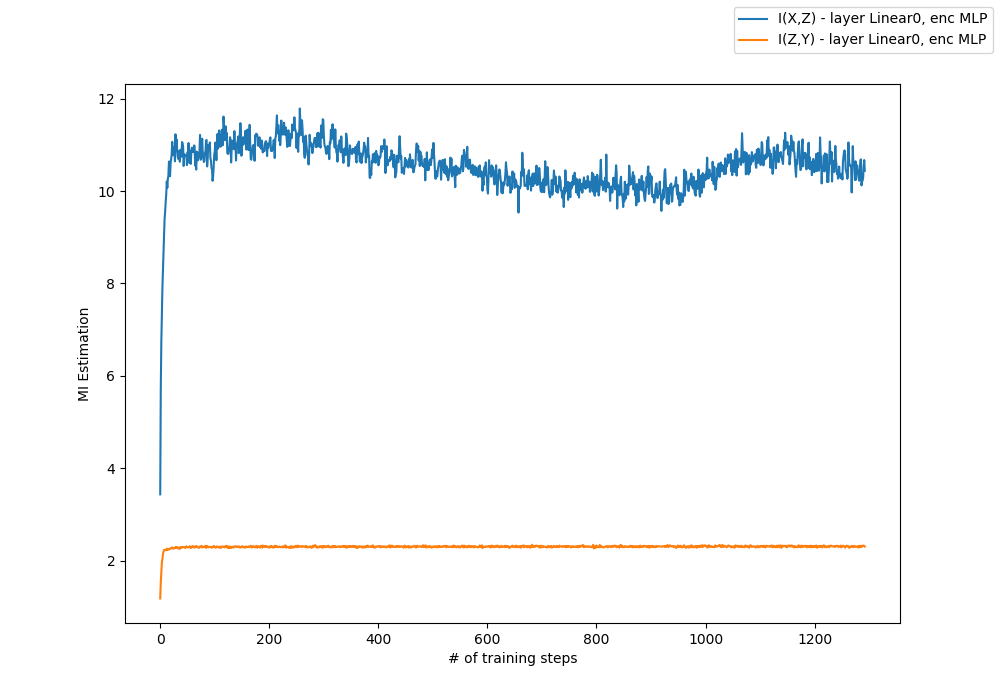 I(X,Z) - layer Linear0, enc MLP
I(Z,Y) - layer Linear0, enc MLP
12
10
8
6
4
2
MI Estimation
0 200 400 600 800 1000 1200
# of training steps